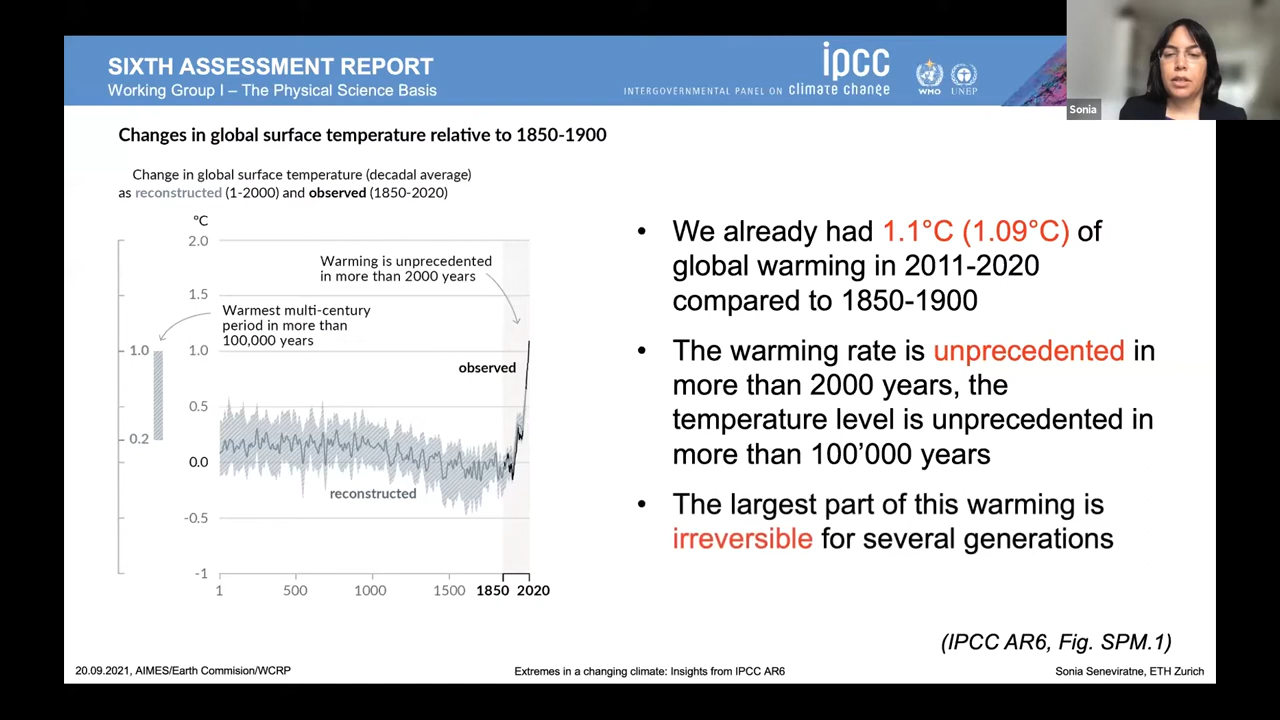 SIXTH ASSESSMENT REPORT
Working Group I – The Physical Science Basis
INTERGOVERNMENTAL PANEL ON climate change
ipcc
WMO
UNEP
Sonia
Changes in global surface temperature relative to 1850-1900
Change in global surface temperature (decadal average)
as reconstructed (1-2000) and observed (1850-2020)
ºC
2.0
1.5
1.0
0.5
0.0
-0.5
-1
1.0
0.2
Warming is unprecedented
in more than 2000 years
Warmest multi-century
period in more than
100,000 years
observed
reconstructed
1
500
1000
1500
1850
2020
• We already had 1.1°C (1.09°C) of
global warming in 2011-2020
compared to 1850-1900
• The warming rate is unprecedented in
more than 2000 years, the
temperature level is unprecedented in
more than 100’000 years
• The largest part of this warming is
irreversible for several generations
(IPCC AR6, Fig. SPM.1)
20.09.2021, AIMES/Earth Commision/WCRP
Extremes in a changing climate: Insights from IPCC AR6
Sonia Seneviratne, ETH Zurich